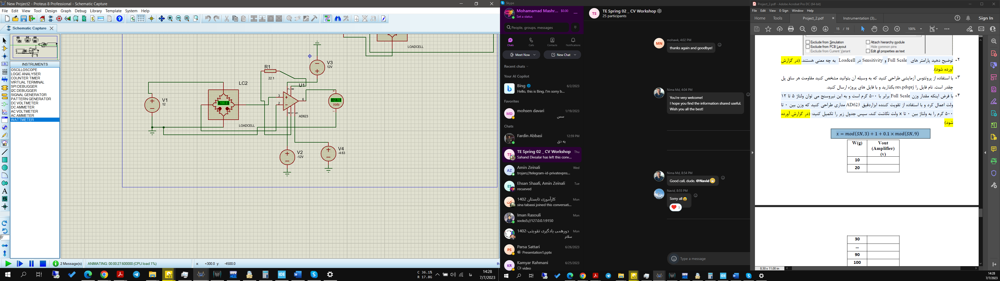 New Project2 - Proteus 8 Professional - Schematic Capture
File Edit View Tool Design Graph Debug Library Template System Help
Schematic Capture
INSTRUMENTS
OSCILLOSCOPE
LOGIC ANALYSER
COUNTER TIMER
VIRTUAL TERMINAL
SPI DEBUGGER
I2C DEBUGGER
SIGNAL GENERATOR
PATTERN GENERATOR
DC VOLTMETER
DC AMMETER
AC VOLTMETER
AC AMMETER
WATTMETER
LBL
0°
LOADCELL
V3
12V
R1
22.1
U1
3
2
6
7
8
4
1
5
AD623
LC2
100.0
LOADCELL
V1
12
+2.70
Volts
V2
-12V
V4
-4.63
2 Message(s)
ANIMATING: 00:00:27.600000 (CPU load 1%)
x: +300.0 y: -4500.0
th
C 36.1%
R 17.8G
فا
14:28
7/7/2023
Skype
Mohamamad Mashr... $0.00
Set a status
People, groups, messages
Chats Calls Contacts Notifications
Meet Now
New Chat
Recent chats
Your AI Copilot
Bing 6/2/2023
Hello, this is Bing. I'm sorry b...
Favorites
MD
mohsen davari 1/19/2023
سس
Chats
Fardin Abbasi 12:59 PM
یه دق
TS
TE Spring 02 _ CV Workshop Thu
Sahand Divsalar has left this conv...
AZ
Amin Zeinali Wed
trojan://telegram-id-privatevpns...
ES
Ehsan Shaafi, Amin Zeinali Tue
recueved
کت
کارآموزی تابستان 1402 Mon
sina tabassi joined this conversati...
Iman Rasouli Mon
socks5://127.0.0.1:9150
دورهمی یادگیری تقویتی-1402 Mon
سلام
PS
Parsa Sattari 6/26/2023
Presentation1.pptx
KR
Kamyar Rahmani 6/25/2023
video
TS
TE Spring 02 _ CV Workshop
25 participants
MN
mohawk, 4:02 PM
thanks again and goodbye!
Nima Md, 4:04 PM
You're very welcome!
I hope you find the information shared useful.
Wish you all the best!
Nima Md, 8:54 PM
Good call, dude. @Navid
Navid, 8:55 PM
Sorry all
3
Type a message
Project_2.pdf - Adobe Acrobat Pro DC (64-bit)
File Edit View E-Sign Window Help
Home Tools Project_2.pdf Instrumentation (3)... Sign In
15 / 19 100%
Exclude from Simulation
Exclude from PCB Layout
Exclude from Current Variant
Attach hierarchy module
Hide common pins
Edit all properties as text
۲- توضیح دهید پارامتر های Full Scale و Sensitivity در Loadcell به چه معنی هستند. (در گزارش
آورده شود).
۳- با استفاده از پروتئوس آزمایشی طراحی کنید که به وسیله آن بتوانید مشخص کنید مقاومت هر ساق پل
چقدر است. نام فایل را res.pdsprj بگذارید و با فایل های پروژه ارسال کنید.
۴- با فرض اینکه مقدار وزن Full Scale برابر با ۵۰۰ گرم است و به این نیروسنج می توان ولتاژ ۵ تا ۱۲
ولت اعمال کرد و با استفاده از تقویت کننده ابزاردقیق AD623 مداری طراحی کنید که وزن بین ۰ تا
۵۰۰ گرم را به ولتاژ بین ۰ تا x ولت نگاشت کند، سپس جدول زیر را تکمیل کنید: (در گزارش آورده
شود)
x = mod(SN, 3) + 1 + 0.1 × mod(SN, 9)
W(g) Vout
(Amplifier)
(v)
10
20
30
...
90
100
8.50 x 11.00 in
14:28
7/7/2023